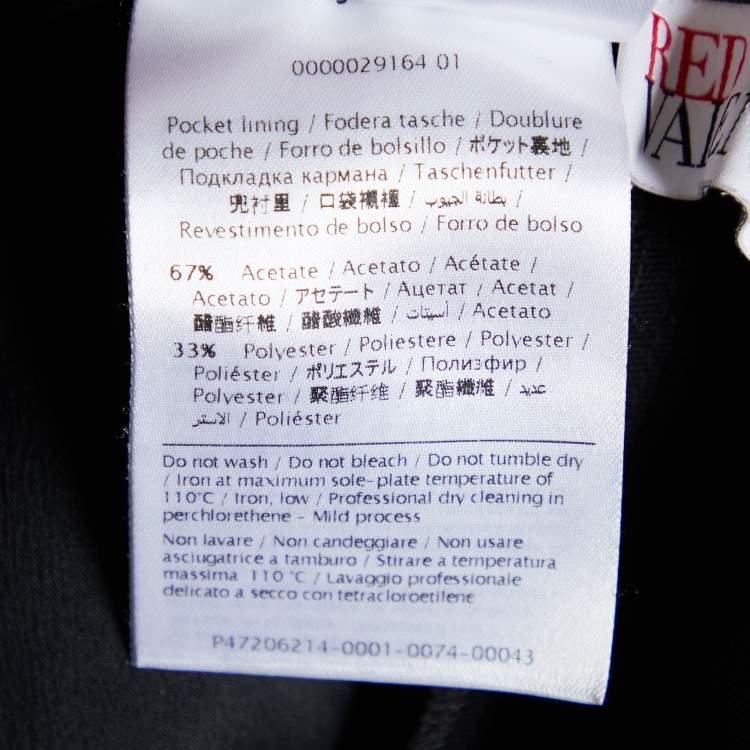 0000029164 01
RED
Pocket lining / Fodera tasche / Doublure
de poche / Forro de bolsillo / ポケット裏地 /
Подкладка кармана / Taschenfutter /
兜衬里 / 口袋襯裡 / بطانة الجيوب /
Revestimento de bolso / Forro de bolso
67% Acetate / Acetato / Acétate /
Acetato / アセテート / Ацетат / Acetat /
醋酯纤维 / 醋酸纖維 / أسيتات / Acetato
33% Polyester / Poliestere / Polyester /
Poliéster / ポリエステル / Полиэфир /
Polyester / 聚酯纤维 / 聚酯纖維 / عديد
الاستر / Poliéster
Do not wash / Do not bleach / Do not tumble dry
/ Iron at maximum sole-plate temperature of
110°C / Iron, low / Professional dry cleaning in
perchlorethene - Mild process
Non lavare / Non candeggiare / Non usare
asciugatrice a tamburo / Stirare a temperatura
massima 110 °C / Lavaggio professionale
delicato a secco con tetracloroetilene
P47206214-0001-0074-00043